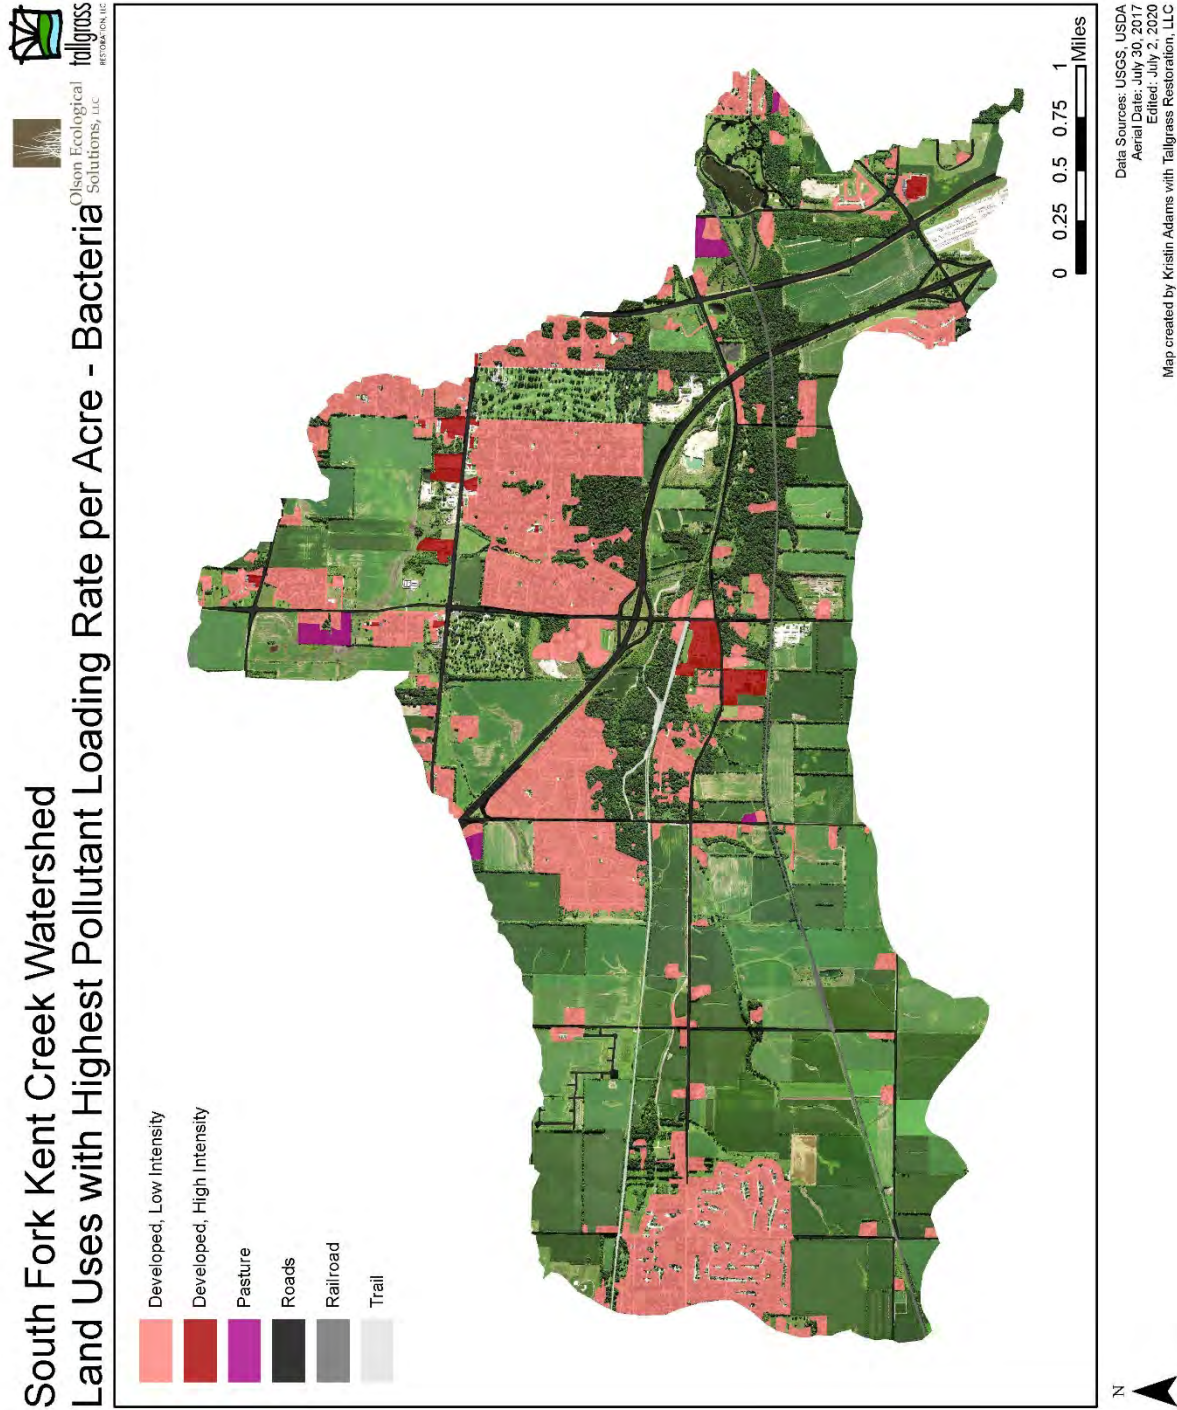 South Fork Kent Creek Watershed
Land Uses with Highest Pollutant Loading Rate per Acre - Bacteria
Olson Ecological
Solutions, LLC
tallgrass
RESTORATION, LLC
Developed, Low Intensity
Developed, High Intensity
Pasture
Roads
Railroad
Trail
0 0.25 0.5 0.75 1
Miles
N
Data Sources: USGS, USDA
Aerial Date: July 30, 2017
Edited: July 2, 2020
Map created by Kristin Adams with Tallgrass Restoration, LLC